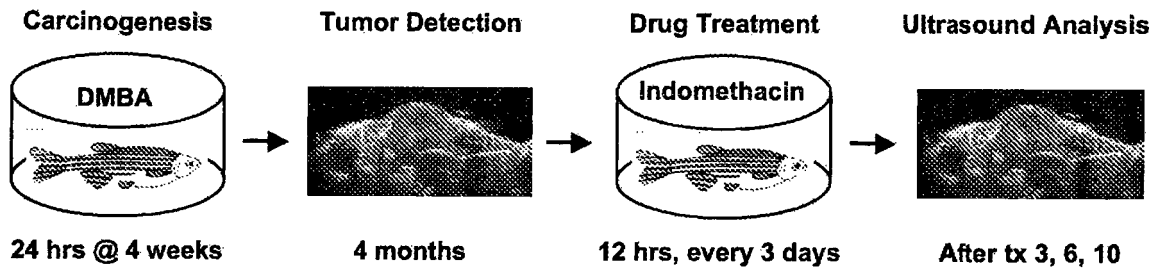 Carcinogenesis
Tumor Detection
Drug Treatment
Ultrasound Analysis
DMBA
Indomethacin
24 hrs @ 4 weeks
4 months
12 hrs, every 3 days
After tx 3, 6, 10